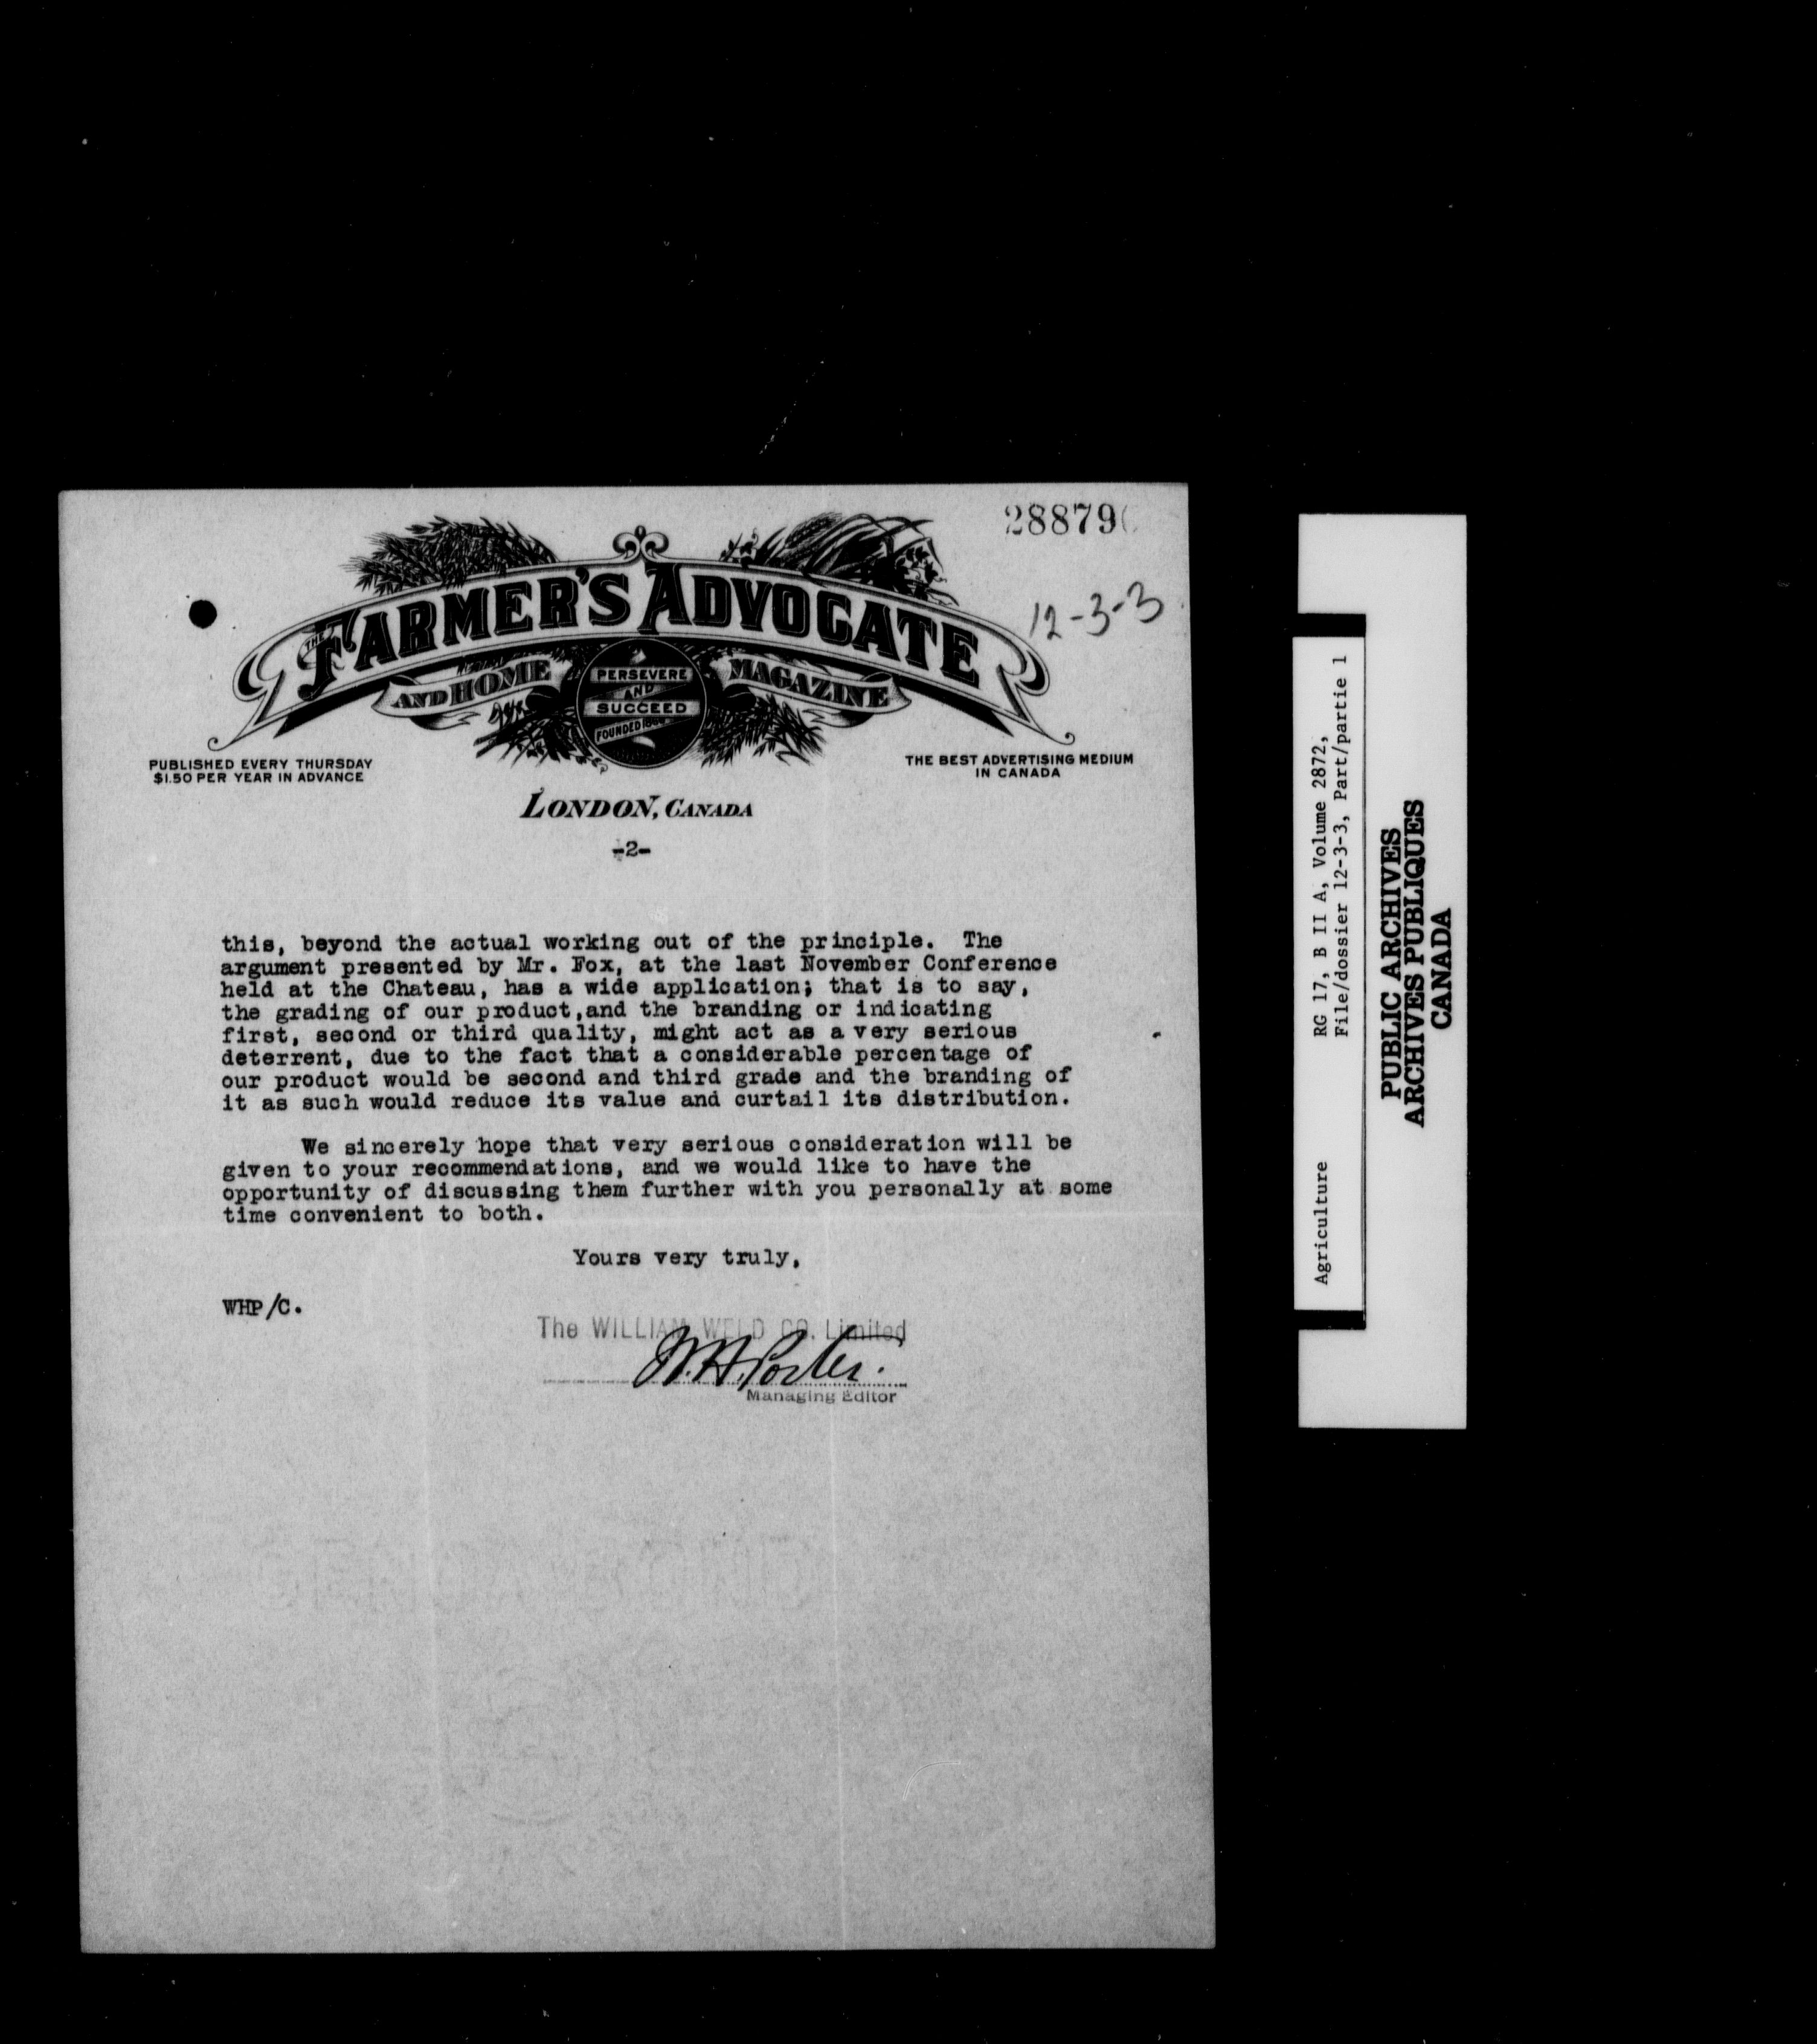 28879
12-3-3
THE FARMER'S ADVOCATE
AND HOME MAGAZINE
PERSEVERE
AND
SUCCEED
FOUNDED 1866
PUBLISHED EVERY THURSDAY
$1.50 PER YEAR IN ADVANCE
THE BEST ADVERTISING MEDIUM
IN CANADA
LONDON, CANADA
-2-
this, beyond the actual working out of the principle. The
argument presented by Mr. Fox, at the last November Conference
held at the Chateau, has a wide application; that is to say,
the grading of our product,and the branding or indicating
first, second or third quality, might act as a very serious
deterrent, due to the fact that a considerable percentage of
our product would be second and third grade and the branding of
it as such would reduce its value and curtail its distribution.
We sincerely hope that very serious consideration will be
given to your recommendations, and we would like to have the
opportunity of discussing them further with you personally at some
time convenient to both.
Yours very truly,
WHP/C.
The WILLIAM WELD CO. Limited
W.H.Porter.
Managing Editor
Agriculture RG 17, B II A, Volume 2872,
File/dossier 12-3-3, Part/partie 1
PUBLIC ARCHIVES
ARCHIVES PUBLIQUES
CANADA